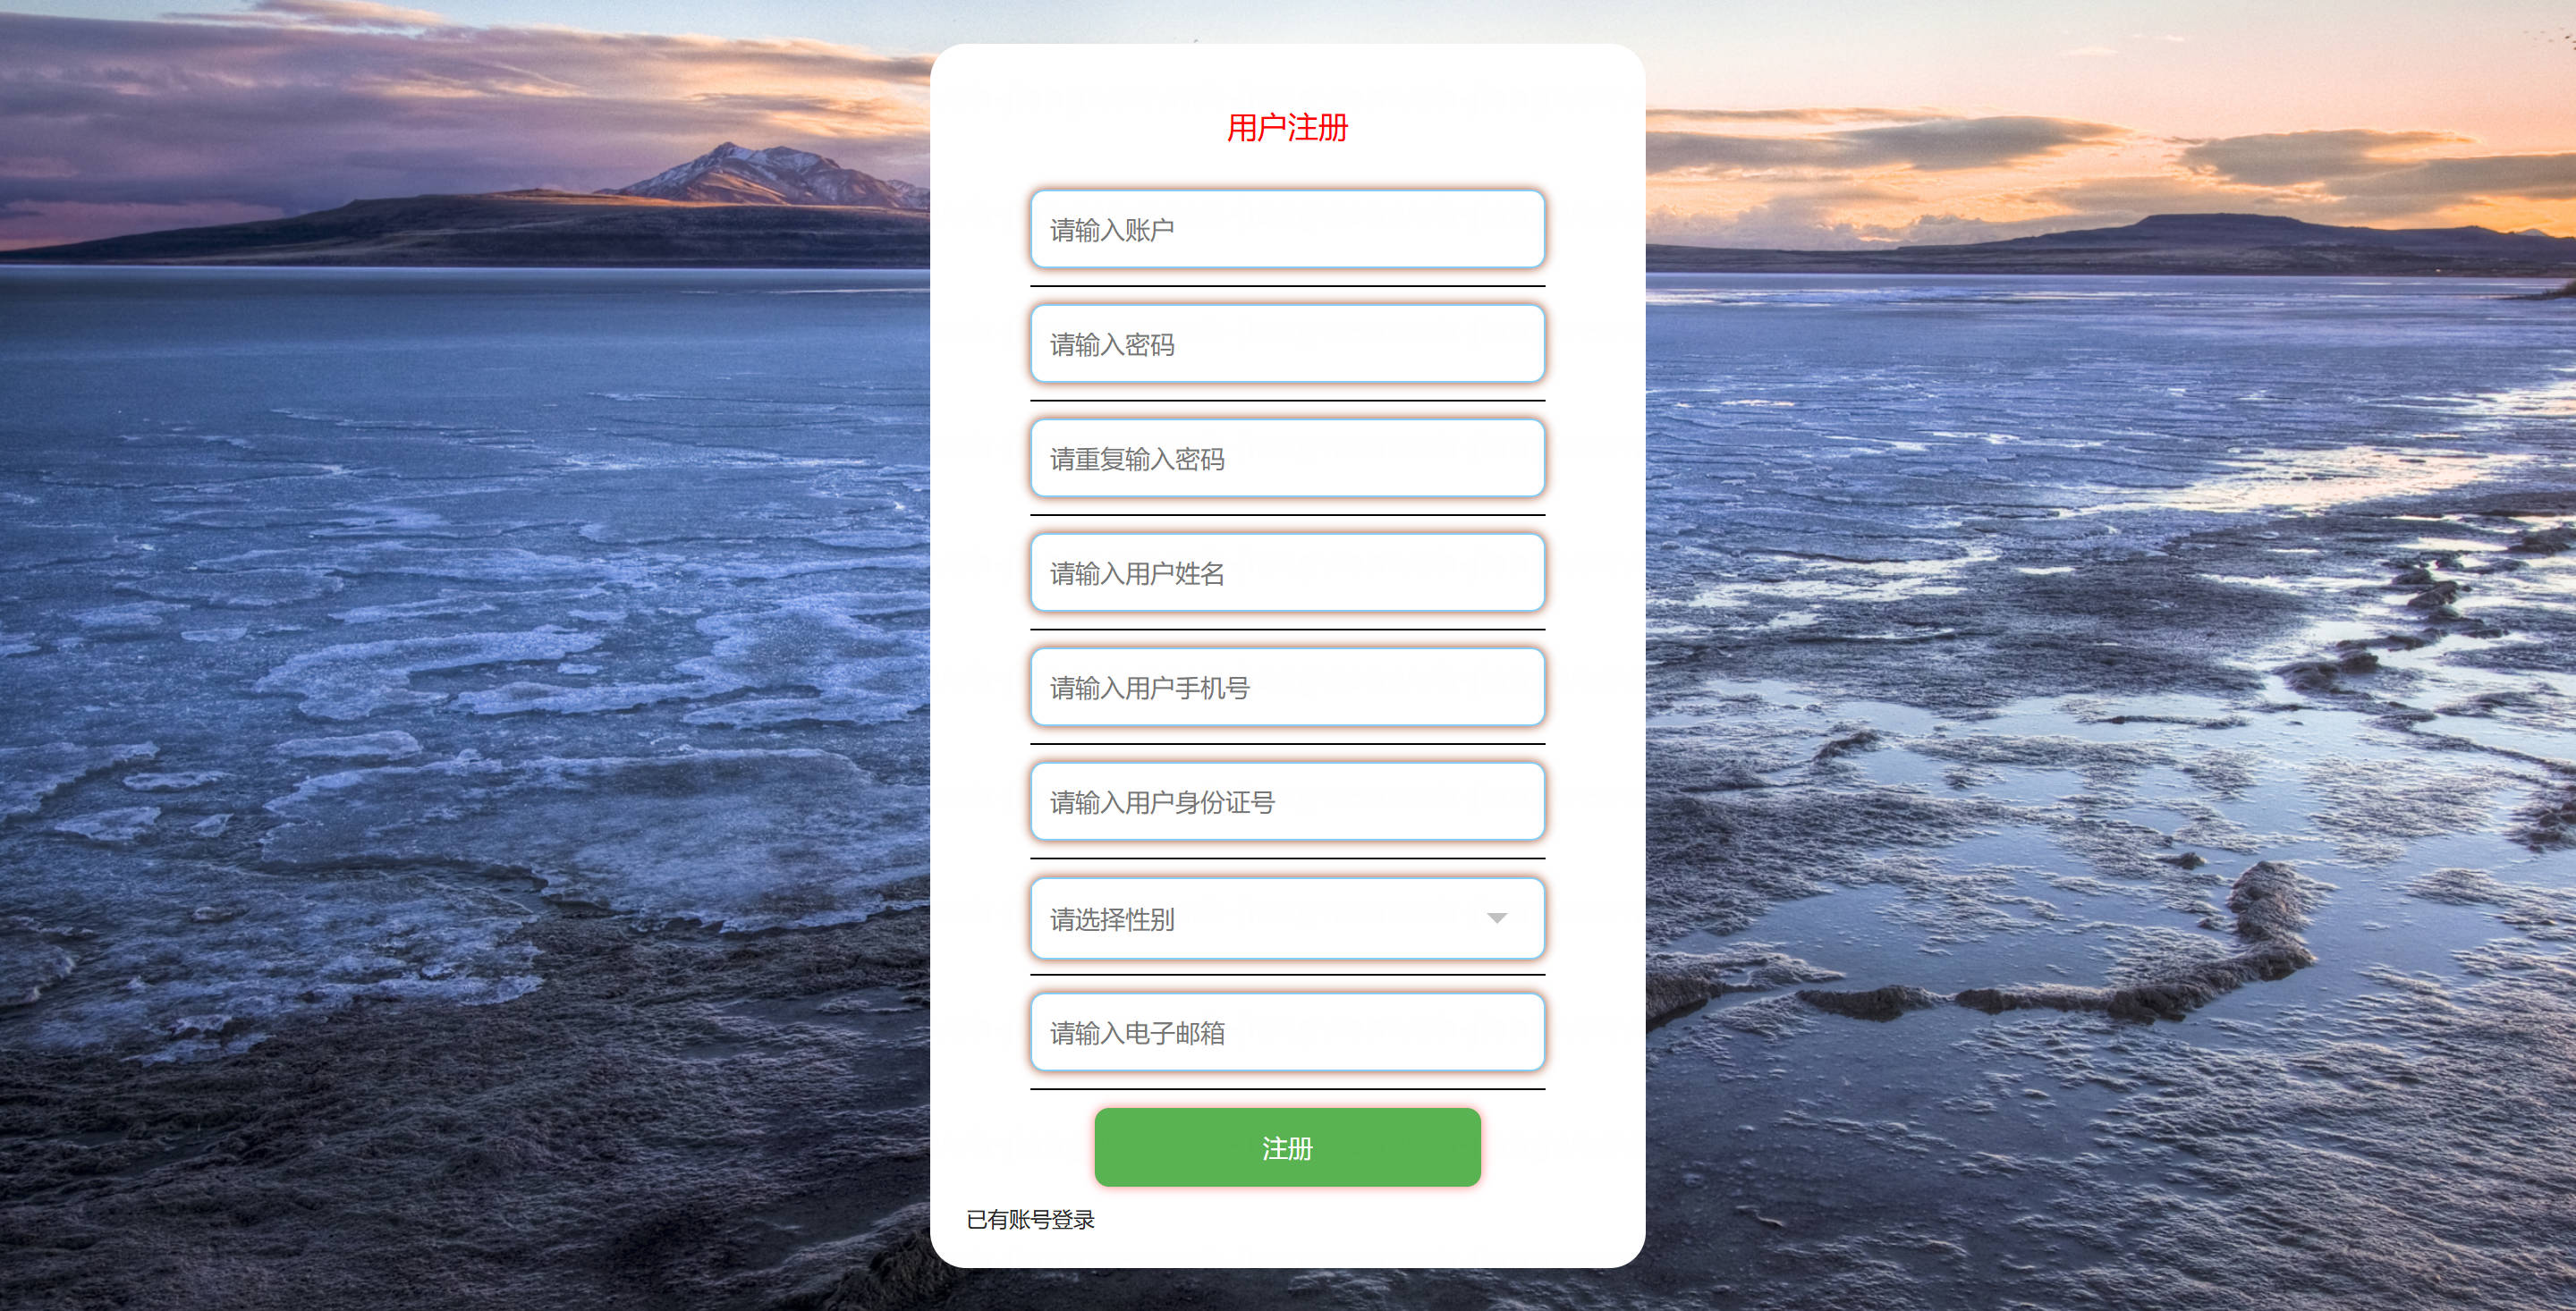 用户注册
请输入账户
请输入密码
请重复输入密码
请输入用户姓名
请输入用户手机号
请输入用户身份证号
请选择性别
请输入电子邮箱
注册
已有账号登录